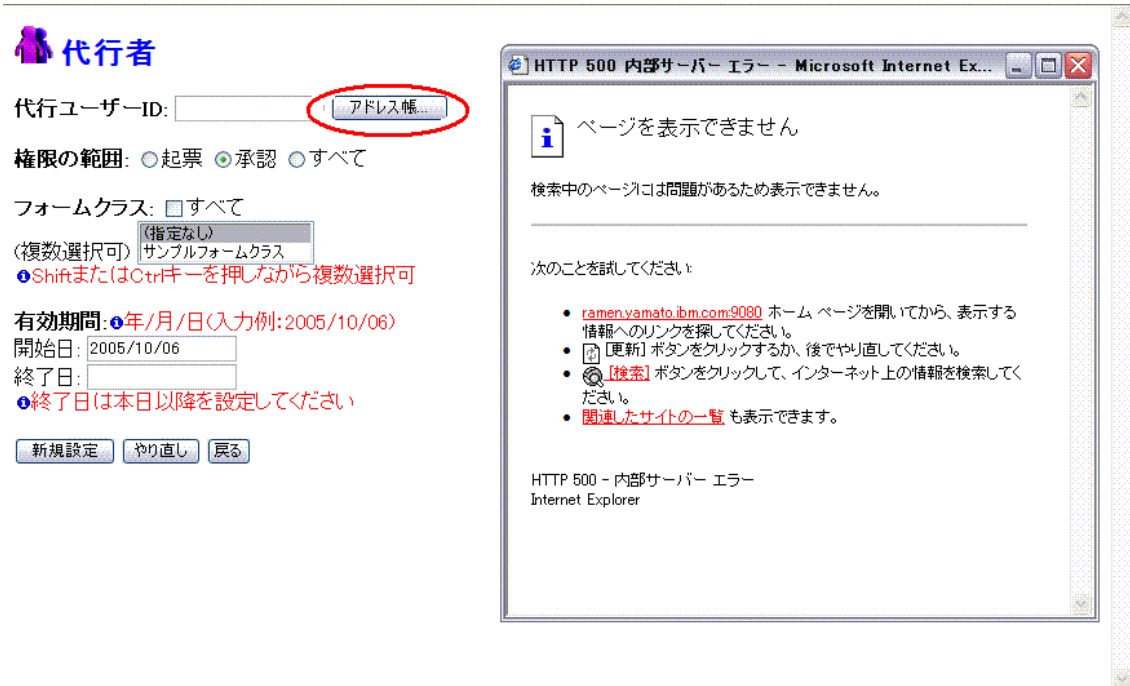 代行者
代行ユーザーID: アドレス帳...
権限の範囲: 起票 承認 すべて
フォームクラス: すべて
(指定なし)
(複数選択可) サンプルフォームクラス
ShiftまたはCtrlキーを押しながら複数選択可
有効期間: 年/月/日(入力例:2005/10/06)
開始日: 2005/10/06
終了日:
終了日は本日以降を設定してください
新規設定 やり直し 戻る
HTTP 500 内部サーバー エラー - Microsoft Internet Ex...
ページを表示できません
検索中のページには問題があるため表示できません。
次のことを試してください:
ramen.yamato.ibm.com:9080 ホーム ページを開いてから、表示する
情報へのリンクを探してください。
[更新] ボタンをクリックするか、後でやり直してください。
[検索] ボタンをクリックして、インターネット上の情報を検索してく
ださい。
関連したサイトの一覧 も表示できます。
HTTP 500 - 内部サーバー エラー
Internet Explorer